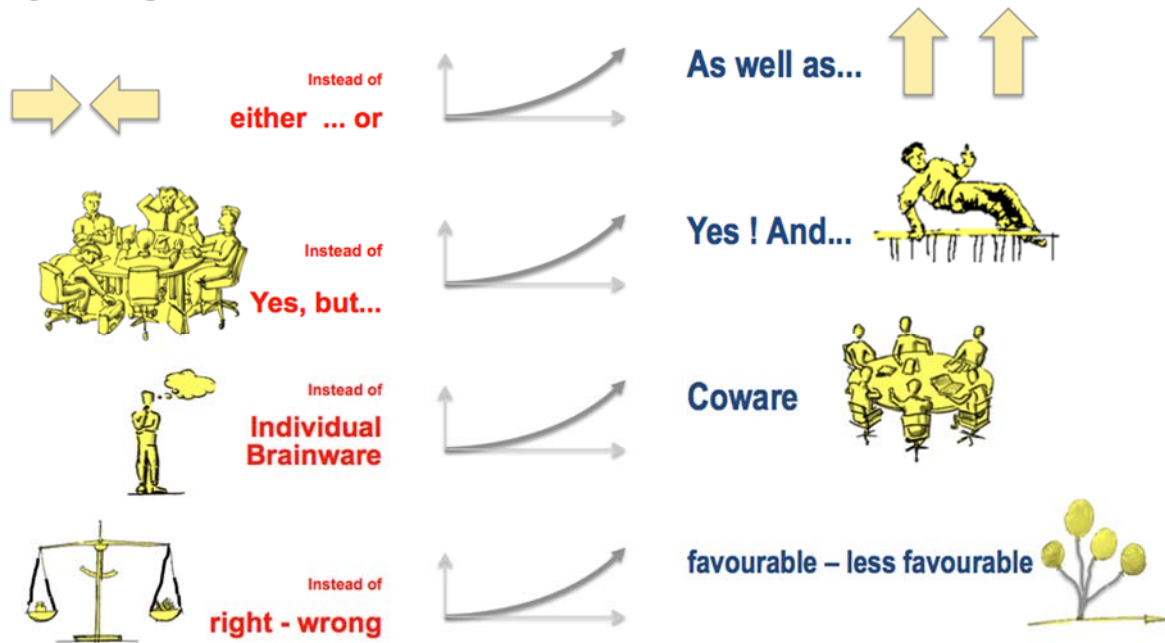 Instead of
either ... or
As well as...
Instead of
Yes, but...
Yes ! And...
Instead of
Individual
Brainware
Coware
Instead of
right - wrong
favourable – less favourable